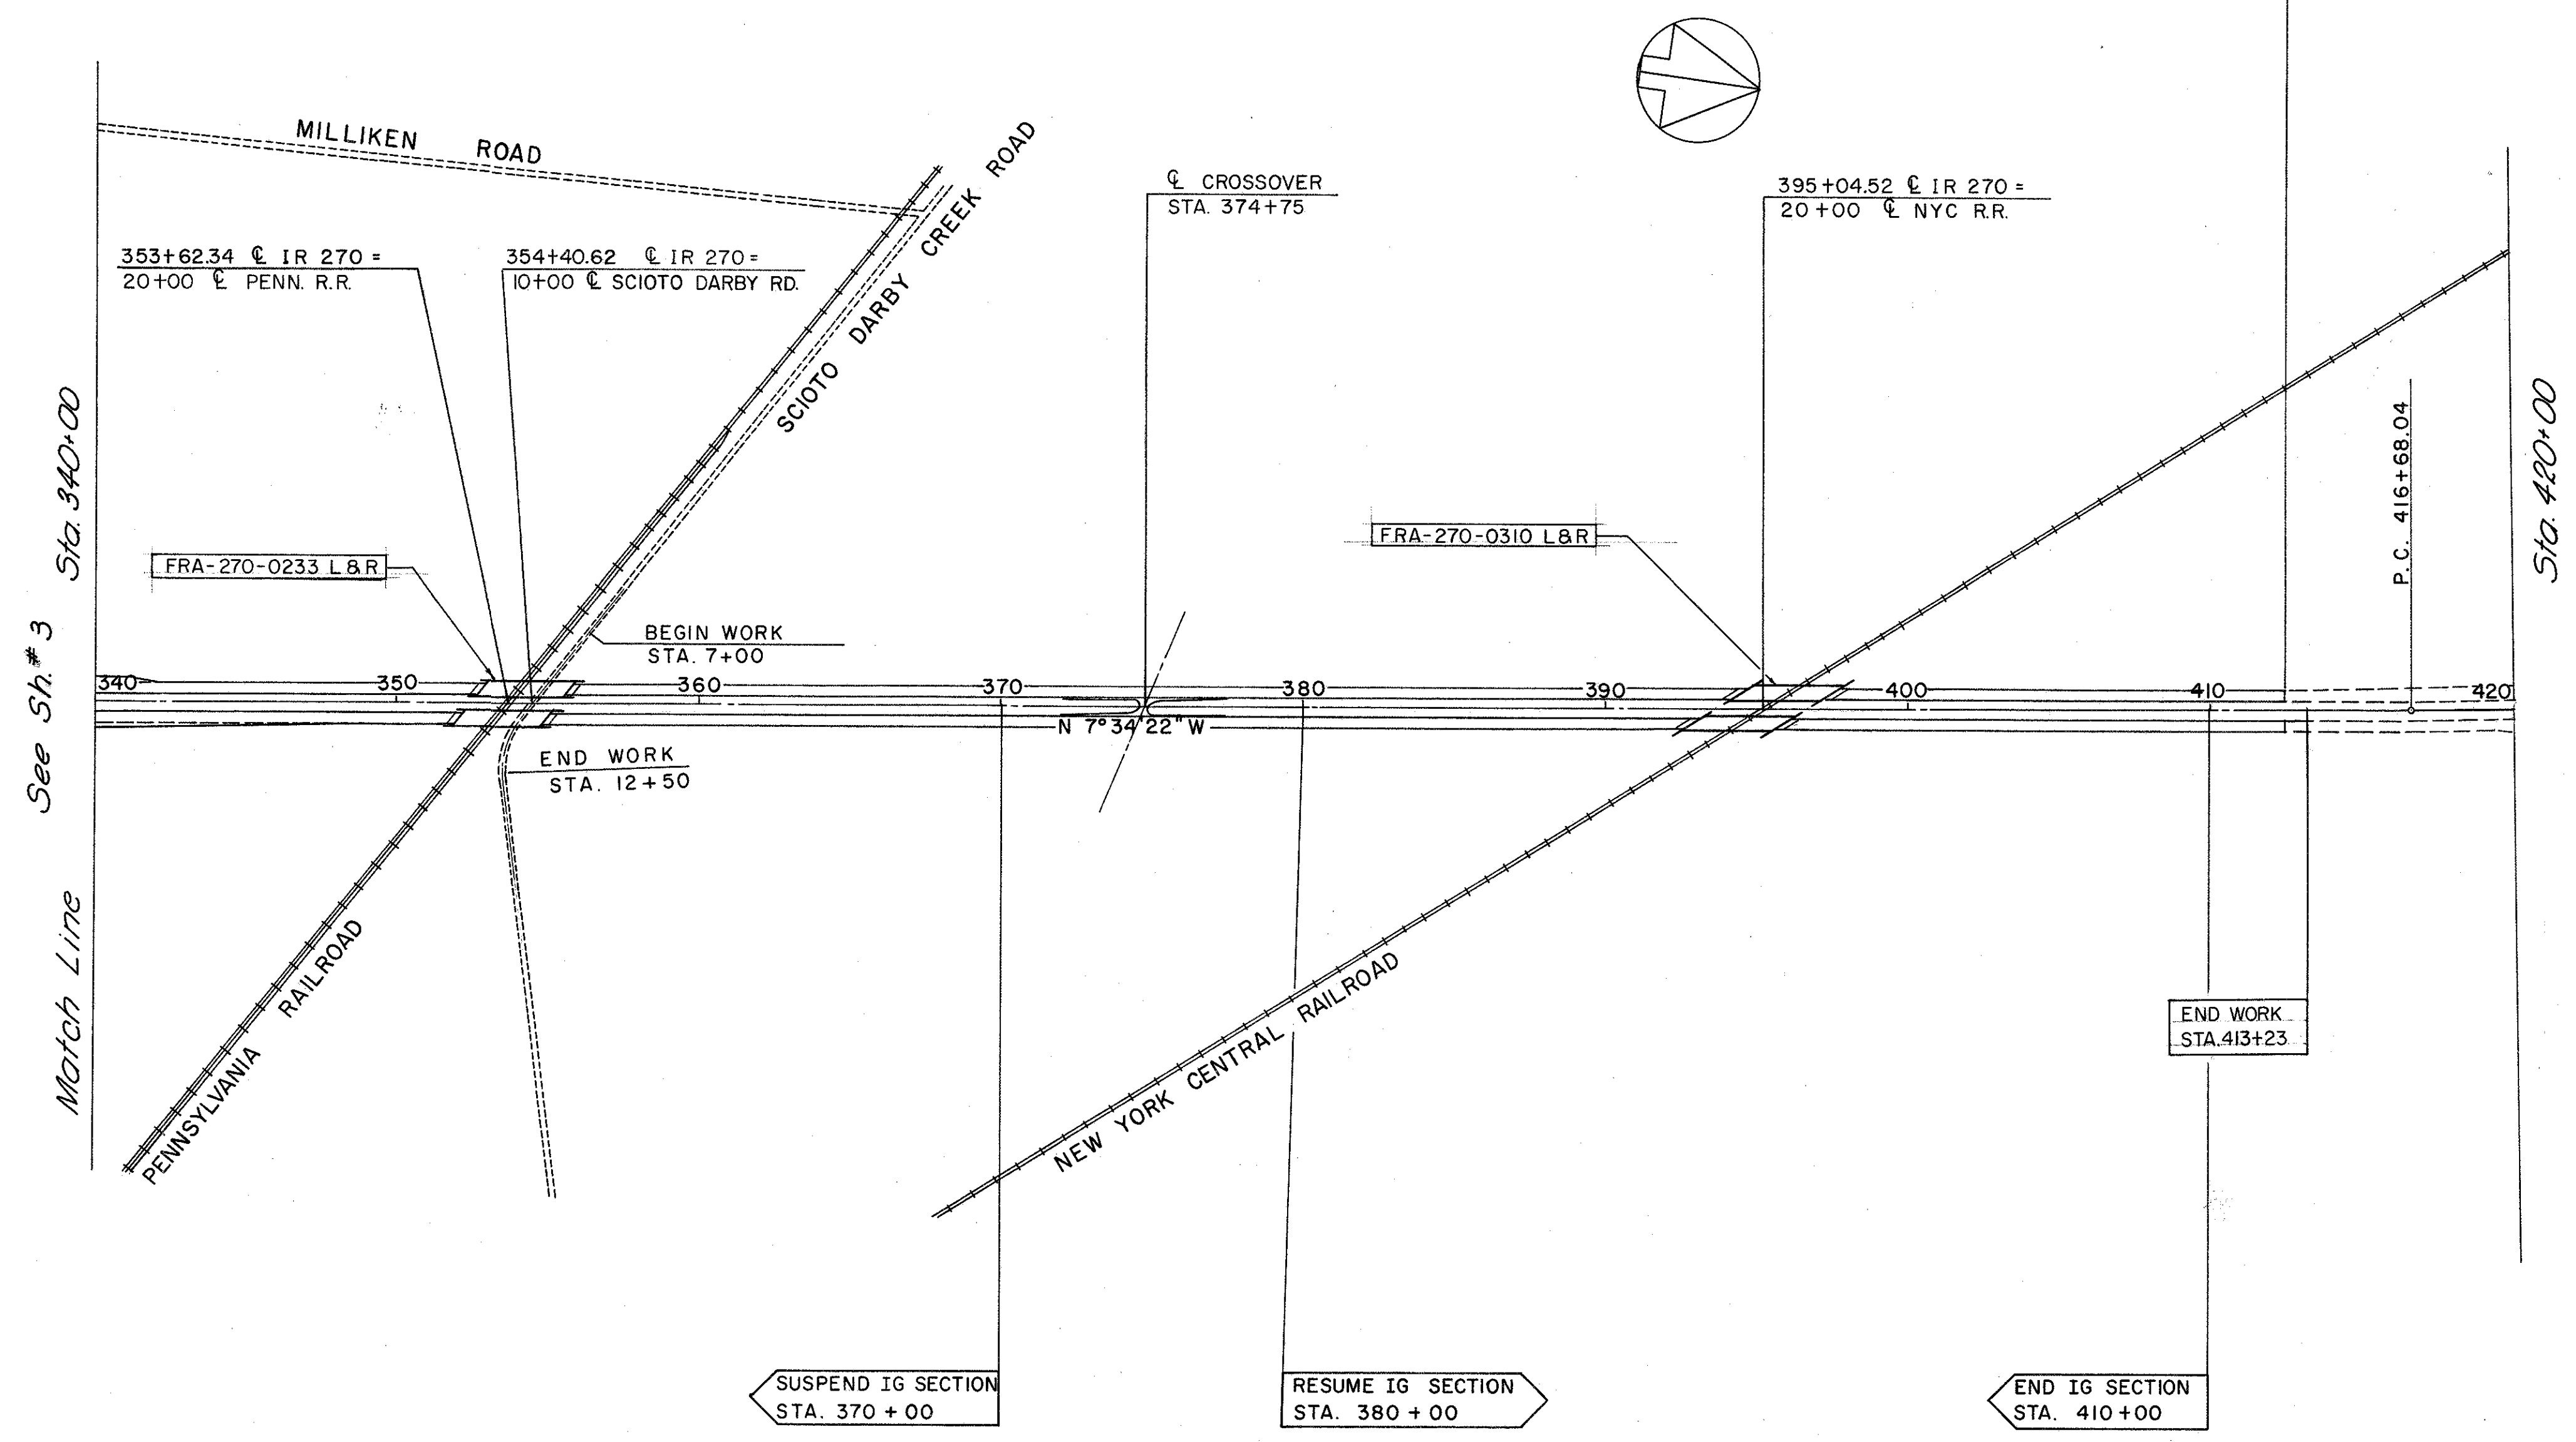 MILLIKEN ROAD
SCIOTO DARBY CREEK ROAD
℄ CROSSOVER
STA. 374+75
395+04.52 ℄ IR 270 =
20+00 ℄ NYC R.R.
353+62.34 ℄ IR 270 =
20+00 ℄ PENN. R.R.
354+40.62 ℄ IR 270 =
10+00 ℄ SCIOTO DARBY RD.
Match Line See Sh.#3 Sta. 340+00
Sta. 420+00
P.C. 416+68.04
FRA-270-0233 L&R
FRA-270-0310 L&R
BEGIN WORK
STA. 7+00
340 350 360 370 380 390 400 410 420
N 7°34'22" W
END WORK
STA. 12+50
PENNSYLVANIA RAILROAD
NEW YORK CENTRAL RAILROAD
END WORK
STA.413+23
SUSPEND IG SECTION
STA. 370+00
RESUME IG SECTION
STA. 380+00
END IG SECTION
STA. 410+00